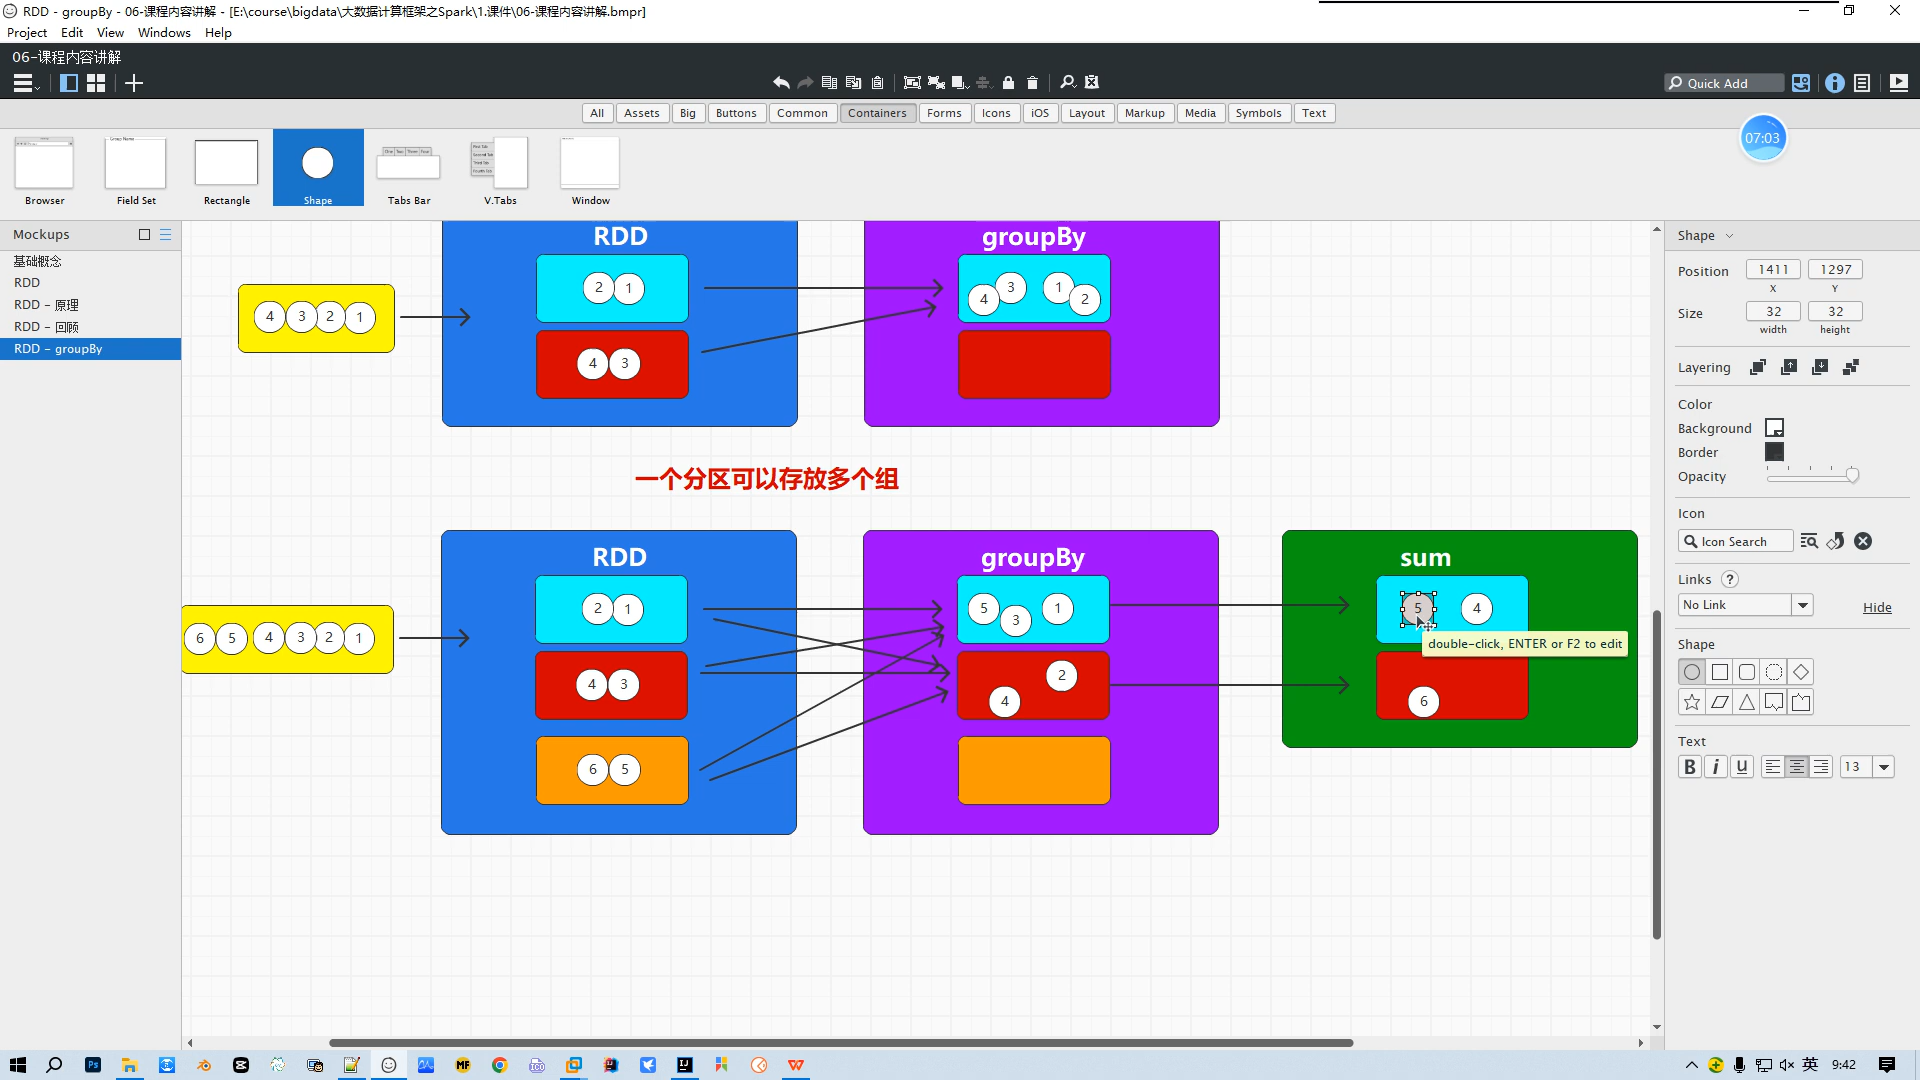 RDD - groupBy - 06-课程内容讲解 - [E:\course\bigdata\大数据计算框架之Spark\1.课件\06-课程内容讲解.bmpr]
Project Edit View Windows Help
06-课程内容讲解
Quick Add
All Assets Big Buttons Common Containers Forms Icons iOS Layout Markup Media Symbols Text
07:03
Browser Field Set Rectangle Shape Tabs Bar V.Tabs Window
Mockups
基础概念
RDD
RDD - 原理
RDD - 回顾
RDD - groupBy
RDD
groupBy
4 3 2 1
2 1
4 3 1 2
4 3
一个分区可以存放多个组
RDD
groupBy
sum
6 5 4 3 2 1
2 1
5 3 1
5 4
double-click, ENTER or F2 to edit
4 3
4 2
6
6 5
Shape
Position 1411 1297
X Y
Size 32 32
width height
Layering
Color
Background
Border
Opacity
Icon
Icon Search
Links ?
No Link Hide
Shape
Text
B i U 13
英 9:42